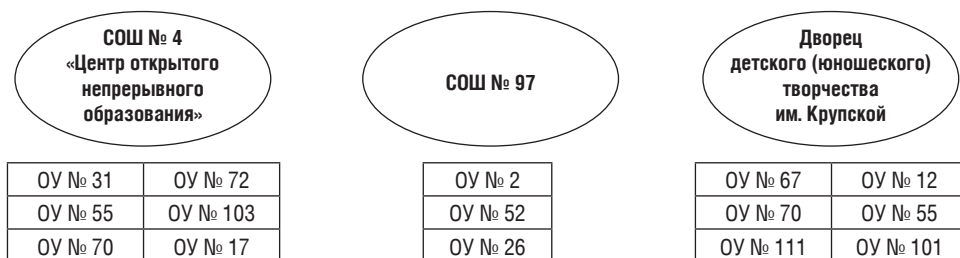 СОШ № 4
«Центр открытого
непрерывного
образования»
СОШ № 97
Дворец
детского (юношеского)
творчества
им. Крупской
ОУ № 31 ОУ № 72
ОУ № 55 ОУ № 103
ОУ № 70 ОУ № 17
ОУ № 2
ОУ № 52
ОУ № 26
ОУ № 67 ОУ № 12
ОУ № 70 ОУ № 55
ОУ № 111 ОУ № 101